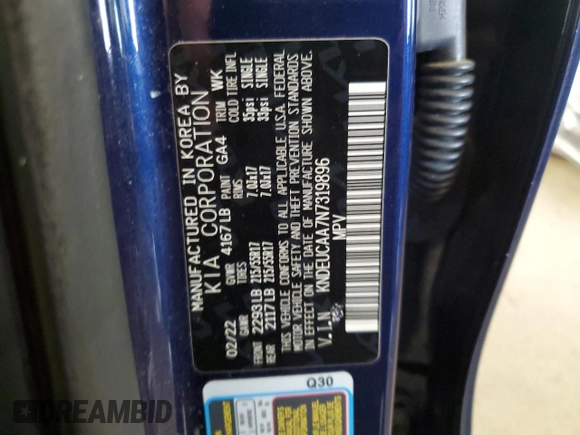 MANUFACTURED IN KOREA BY
KIA CORPORATION
02/22 GVWR 4167 LB PAINT GA4 TRIM WK
GAWR RIMS COLD TIRE INFL
FRONT 2293 LB 215/55R17 7.0Jx17 35psi SINGLE
REAR 2117 LB 215/55R17 7.0Jx17 33psi SINGLE
THIS VEHICLE CONFORMS TO ALL APPLICABLE U.S.A. FEDERAL
MOTOR VEHICLE SAFETY AND THEFT PREVENTION STANDARDS
IN EFFECT ON THE DATE OF MANUFACTURE SHOWN ABOVE.
V.I.N KNDEUCAA7N7319896
MPV
Q30
DREAMBID